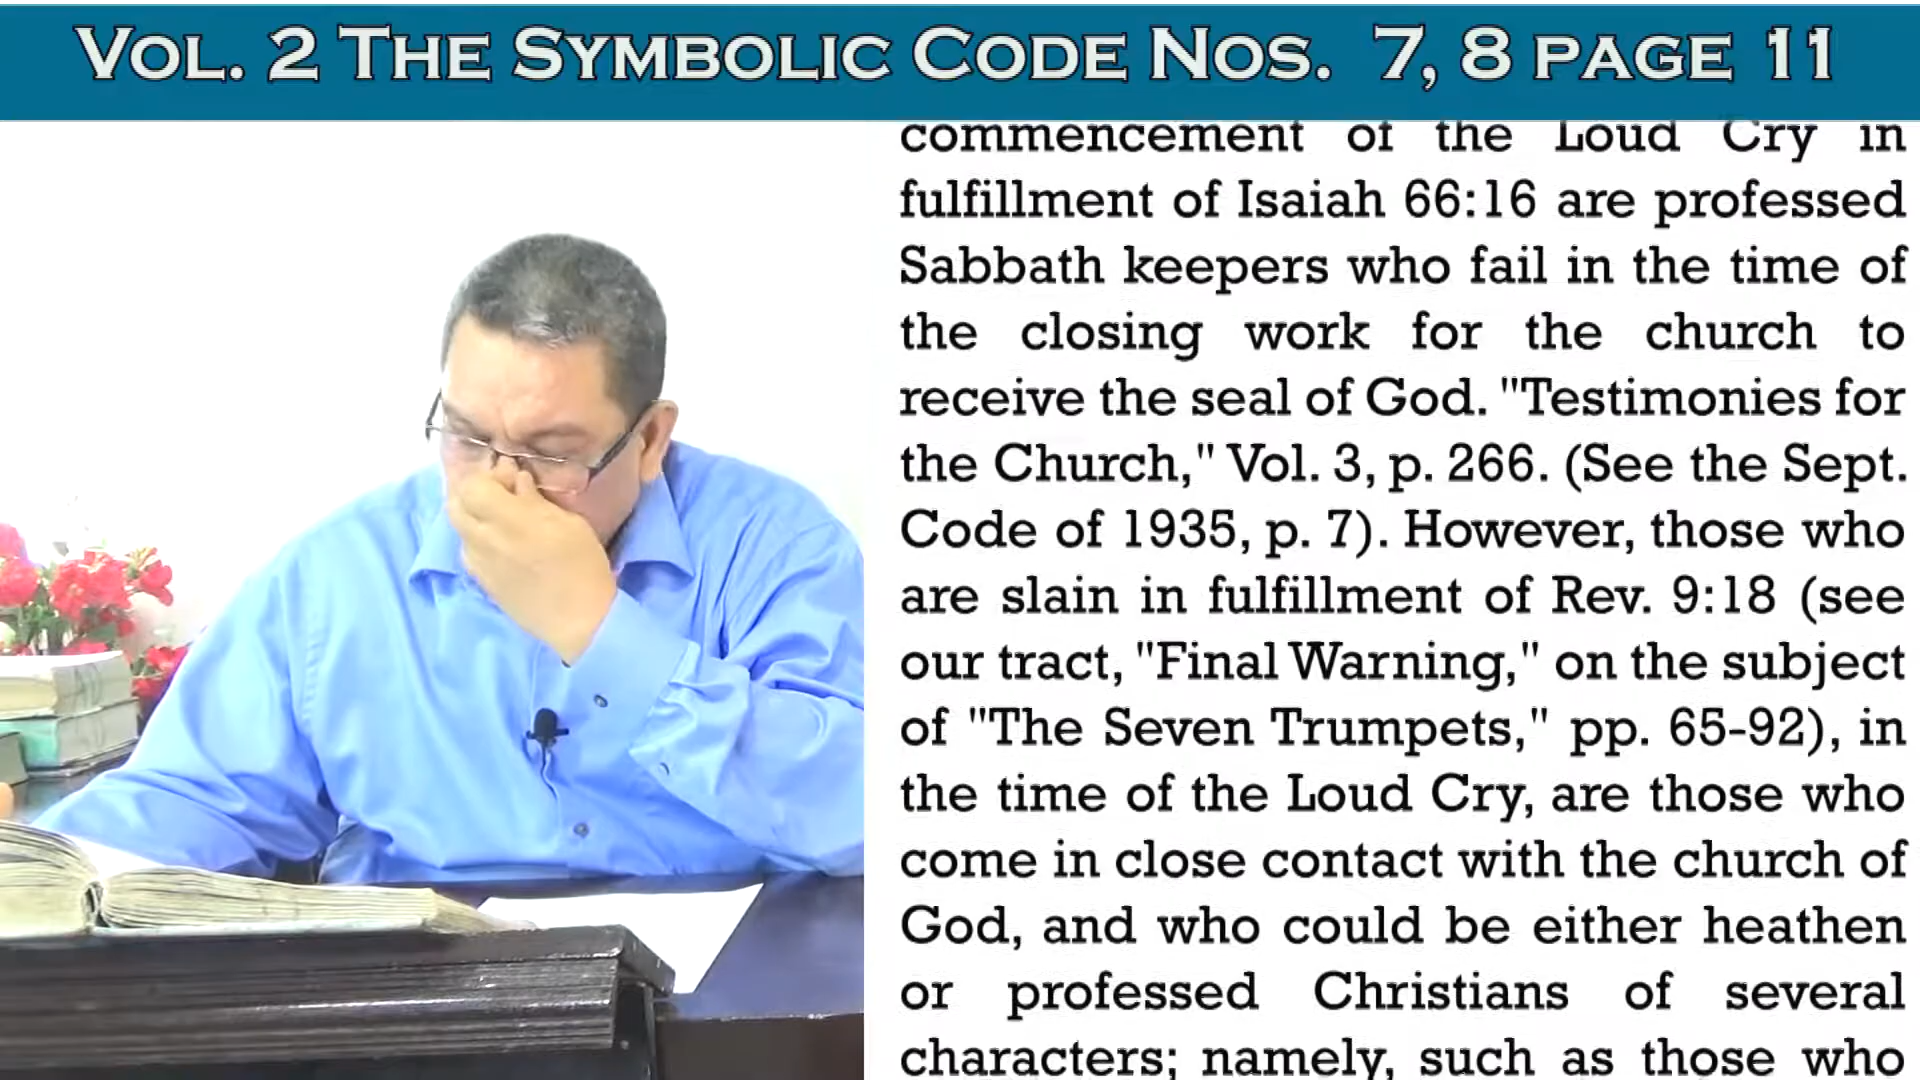 VOL. 2 THE SYMBOLIC CODE NOS. 7, 8 PAGE 11
commencement of the Loud Cry in
fulfillment of Isaiah 66:16 are professed
Sabbath keepers who fail in the time of
the closing work for the church to
receive the seal of God. "Testimonies for
the Church," Vol. 3, p. 266. (See the Sept.
Code of 1935, p. 7). However, those who
are slain in fulfillment of Rev. 9:18 (see
our tract, "Final Warning," on the subject
of "The Seven Trumpets," pp. 65-92), in
the time of the Loud Cry, are those who
come in close contact with the church of
God, and who could be either heathen
or professed Christians of several
characters; namely, such as those who